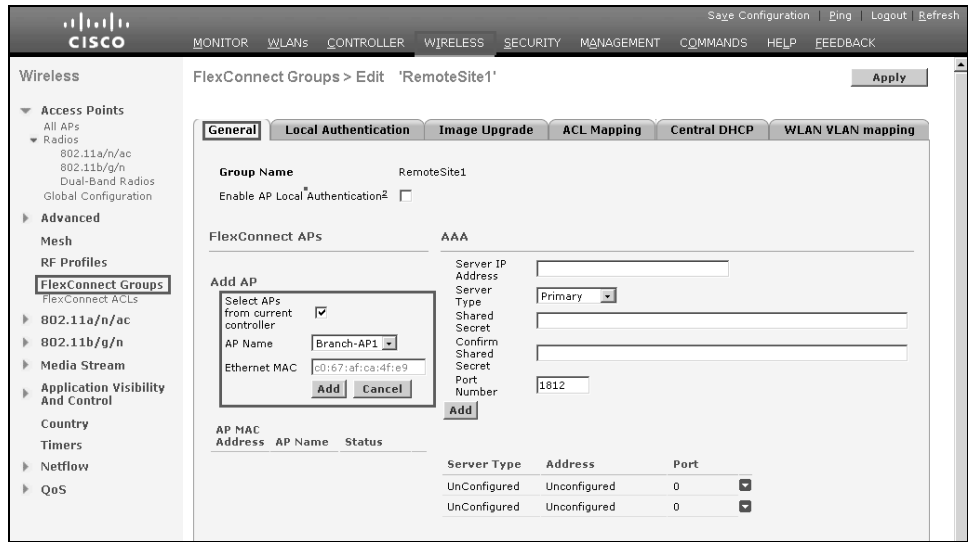 Save Configuration | Ping | Logout | Refresh
CISCO
MONITOR WLANs CONTROLLER WIRELESS SECURITY MANAGEMENT COMMANDS HELP FEEDBACK
Wireless
Access Points
All APs
Radios
802.11a/n/ac
802.11b/g/n
Dual-Band Radios
Global Configuration
Advanced
Mesh
RF Profiles
FlexConnect Groups
FlexConnect ACLs
802.11a/n/ac
802.11b/g/n
Media Stream
Application Visibility
And Control
Country
Timers
Netflow
QoS
FlexConnect Groups > Edit 'RemoteSite1'
Apply
General Local Authentication Image Upgrade ACL Mapping Central DHCP WLAN VLAN mapping
Group Name RemoteSite1
Enable AP Local Authentication2
FlexConnect APs
Add AP
Select APs
from current
controller
AP Name Branch-AP1
Ethernet MAC c0:67:af:ca:4f:e9
Add Cancel
AP MAC
Address AP Name Status
AAA
Server IP
Address
Server
Type Primary
Shared
Secret
Confirm
Shared
Secret
Port
Number 1812
Add
Server Type Address Port
UnConfigured Unconfigured 0
UnConfigured Unconfigured 0